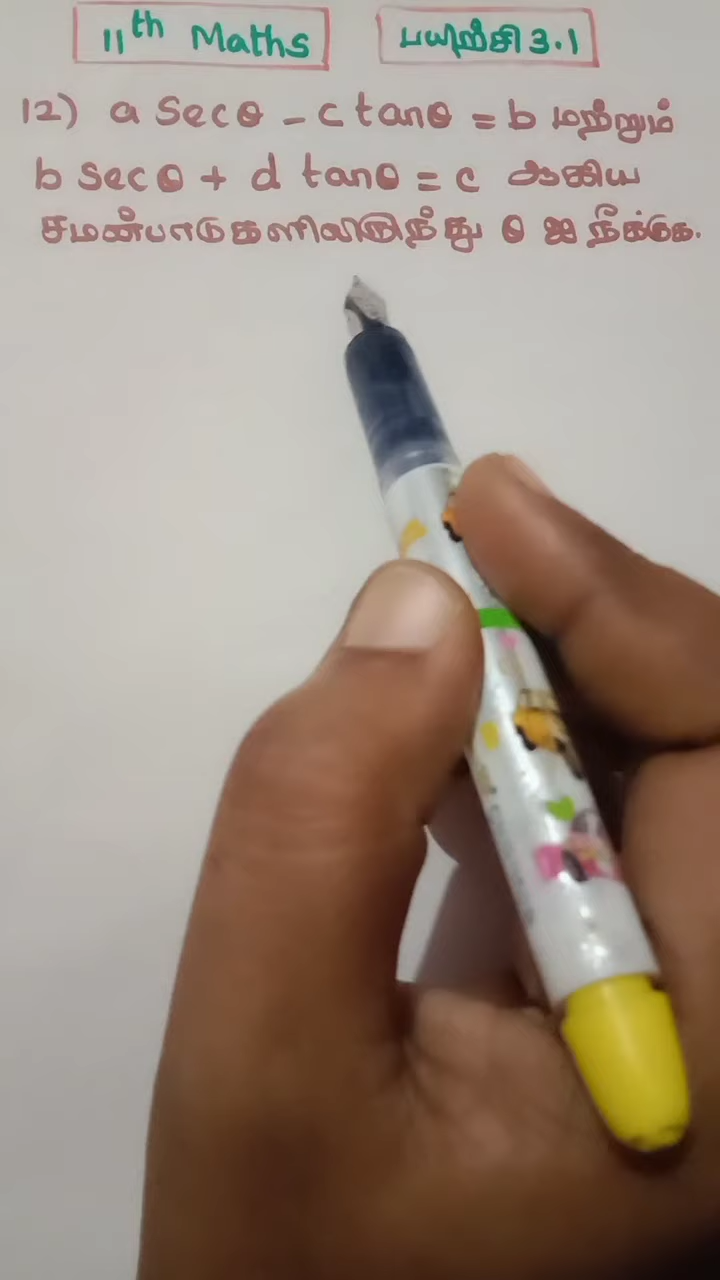 11th Maths பயிற்சி 3.1
12) a secθ - c tanθ = b மற்றும்
b secθ + d tanθ = c ஆகிய
சமன்பாடுகளிலிருந்து θ ஐ நீக்குக.